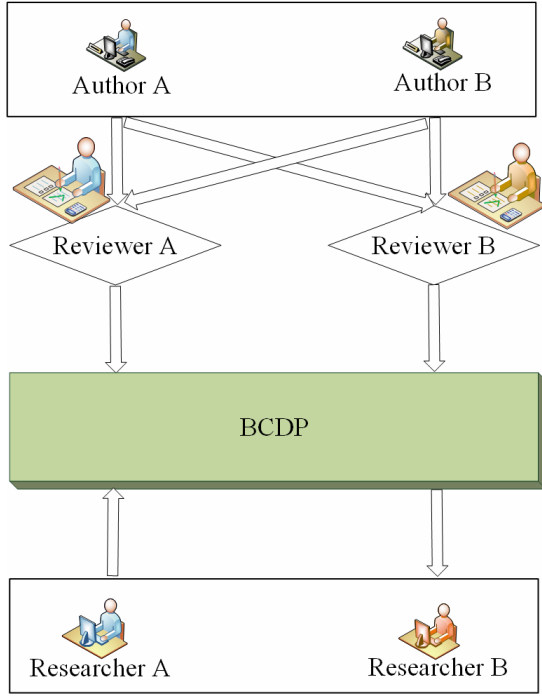 Author A
Author B
Reviewer A
Reviewer B
BCDP
Researcher A
Researcher B